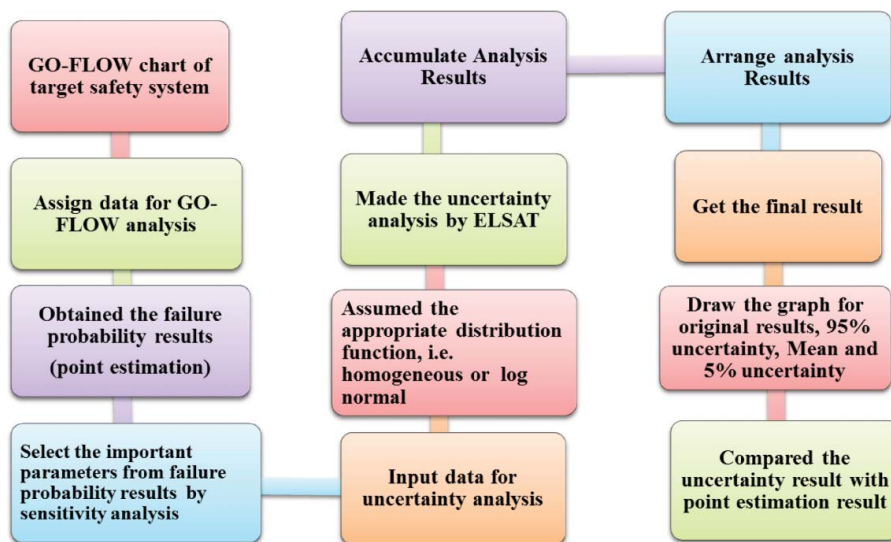 GO-FLOW chart of
target safety system
Assign data for GO-
FLOW analysis
Obtained the failure
probability results
(point estimation)
Select the important
parameters from failure
probability results by
sensitivity analysis
Input data for
uncertainty analysis
Assumed the
appropriate distribution
function, i.e.
homogeneous or log
normal
Made the uncertainty
analysis by ELSAT
Accumulate Analysis
Results
Arrange analysis
Results
Get the final result
Draw the graph for
original results, 95%
uncertainty, Mean and
5% uncertainty
Compared the
uncertainty result with
point estimation result